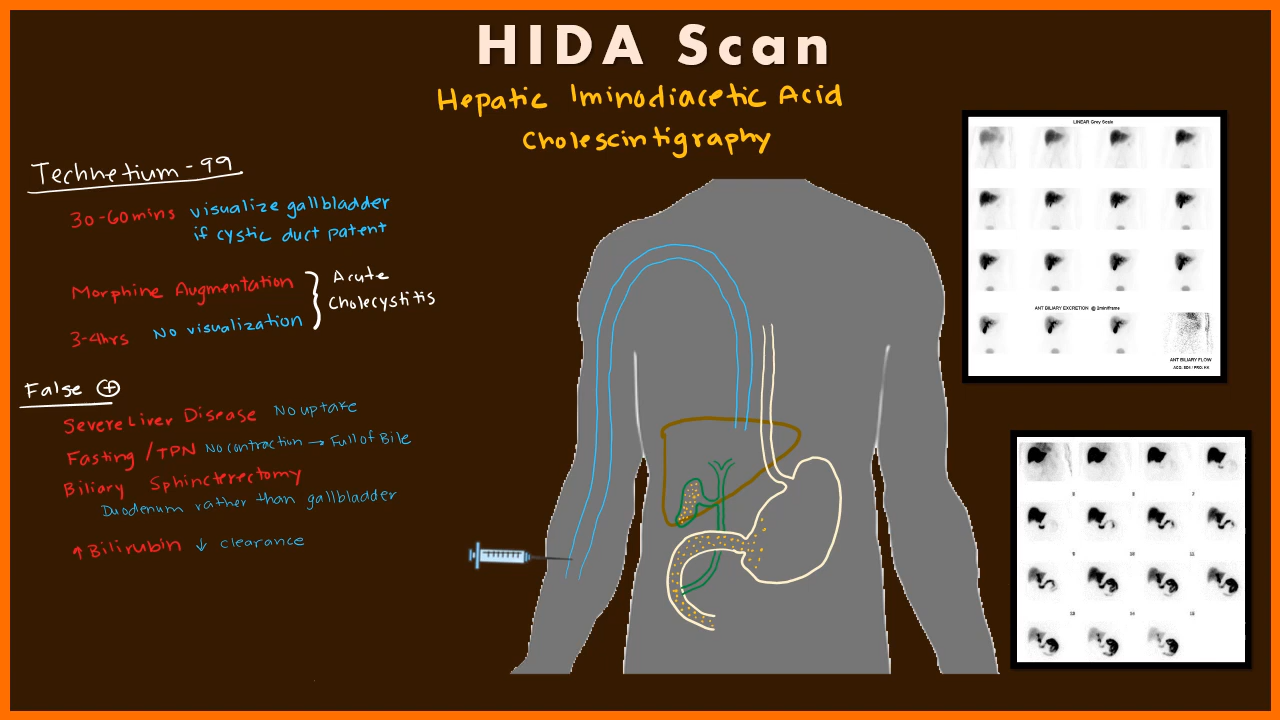 HIDA Scan
Hepatic Iminodiacetic Acid
Cholescintigraphy
Technetium-99
30-60mins visualize gallbladder
if cystic duct patent
Morphine Augmentation
3-4hrs No visualization
Acute
Cholecystitis
False +
Severe Liver Disease No uptake
Fasting / TPN No contraction → Full of Bile
Biliary Sphincterectomy
Duodenum rather than gallbladder
↑ Bilirubin ↓ clearance
LINEAR Grey Scale
ANT BILIARY EXCRETION @ 2min/frame
ANT BILIARY FLOW